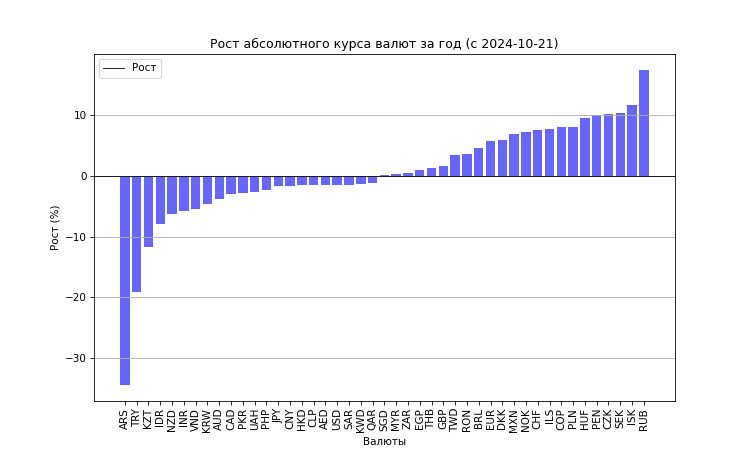 Рост абсолютного курса валют за год (с 2024-10-21)
Рост
10
0
−10
−20
−30
Рост (%)
ARS
TRY
KZT
IDR
NZD
INR
VND
KRW
AUD
CAD
PKR
UAH
PHP
JPY
CNY
HKD
CLP
AED
USD
SAR
KWD
QAR
SGD
MYR
ZAR
EGP
THB
GBP
TWD
RON
BRL
EUR
DKK
MXN
NOK
CHF
ILS
COP
PLN
HUF
PEN
CZK
SEK
ISK
RUB
Валюты